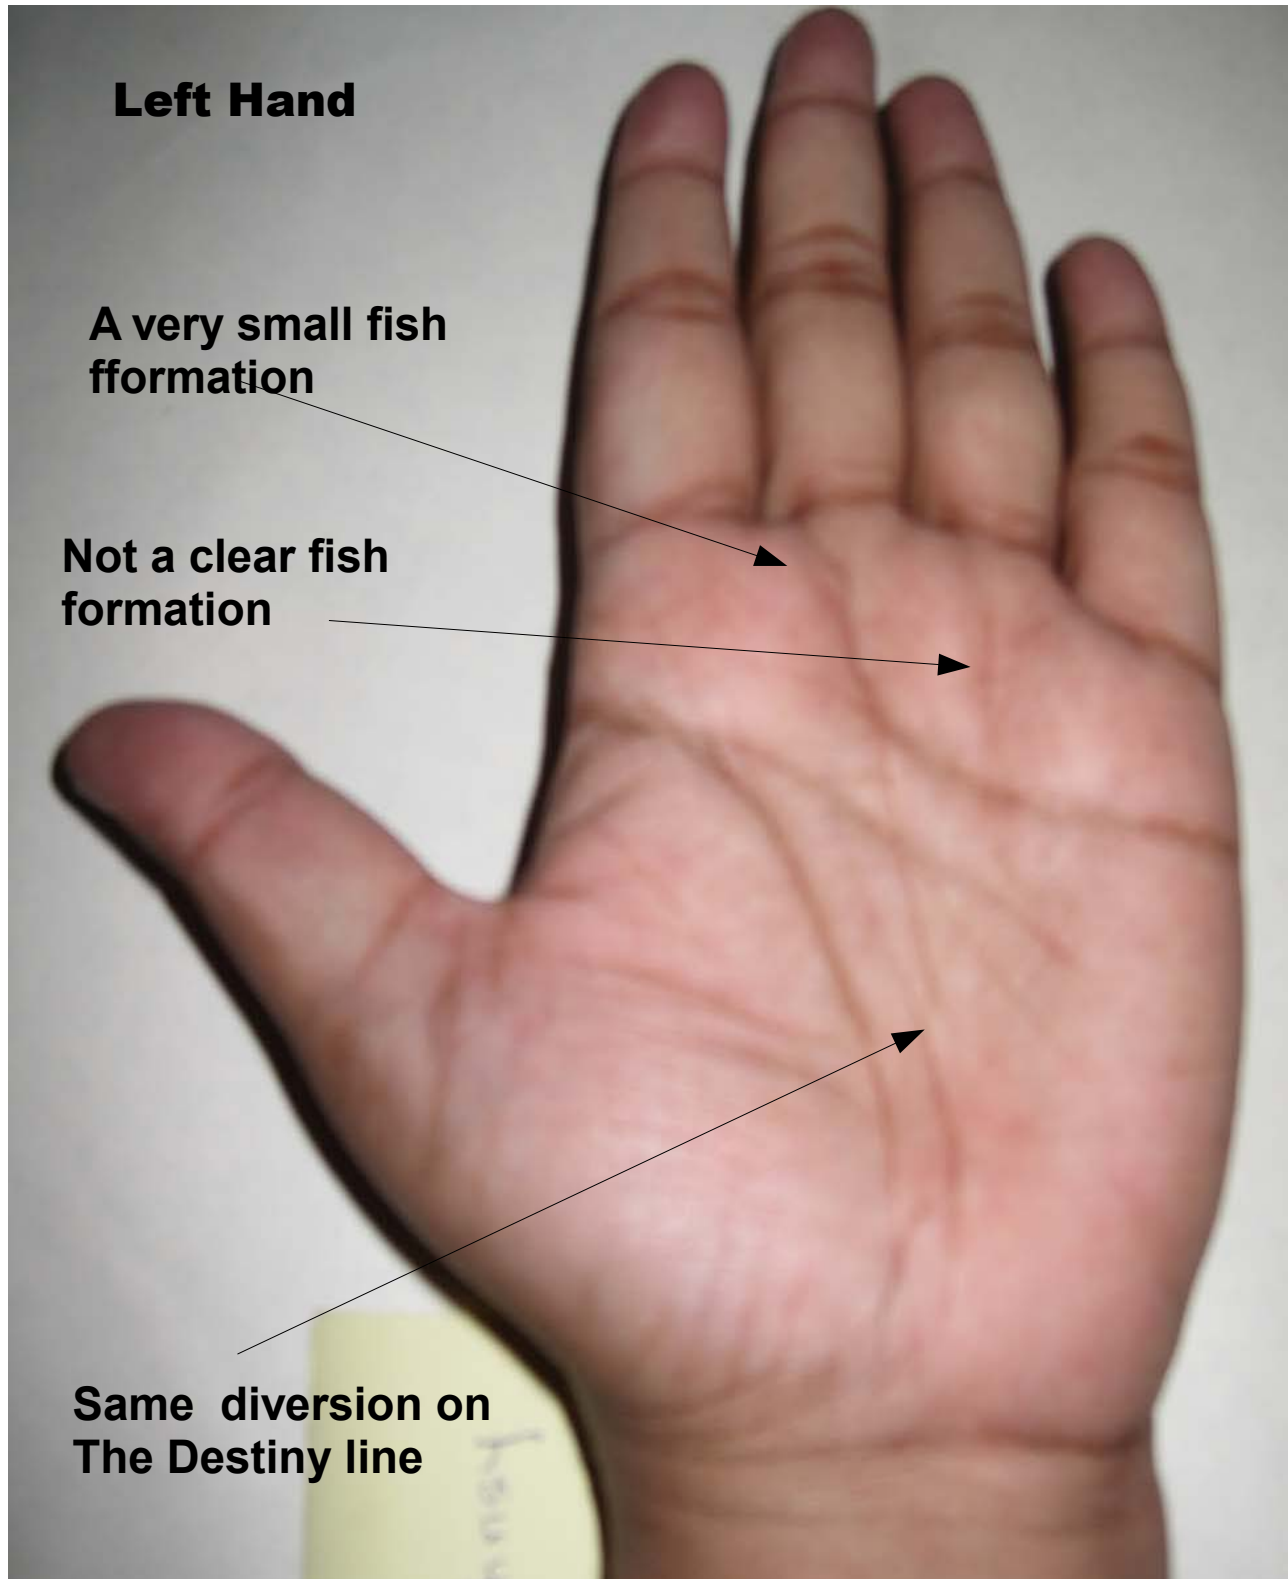 Left Hand
A very small fish
fformation
Not a clear fish
formation
Same diversion on
The Destiny line